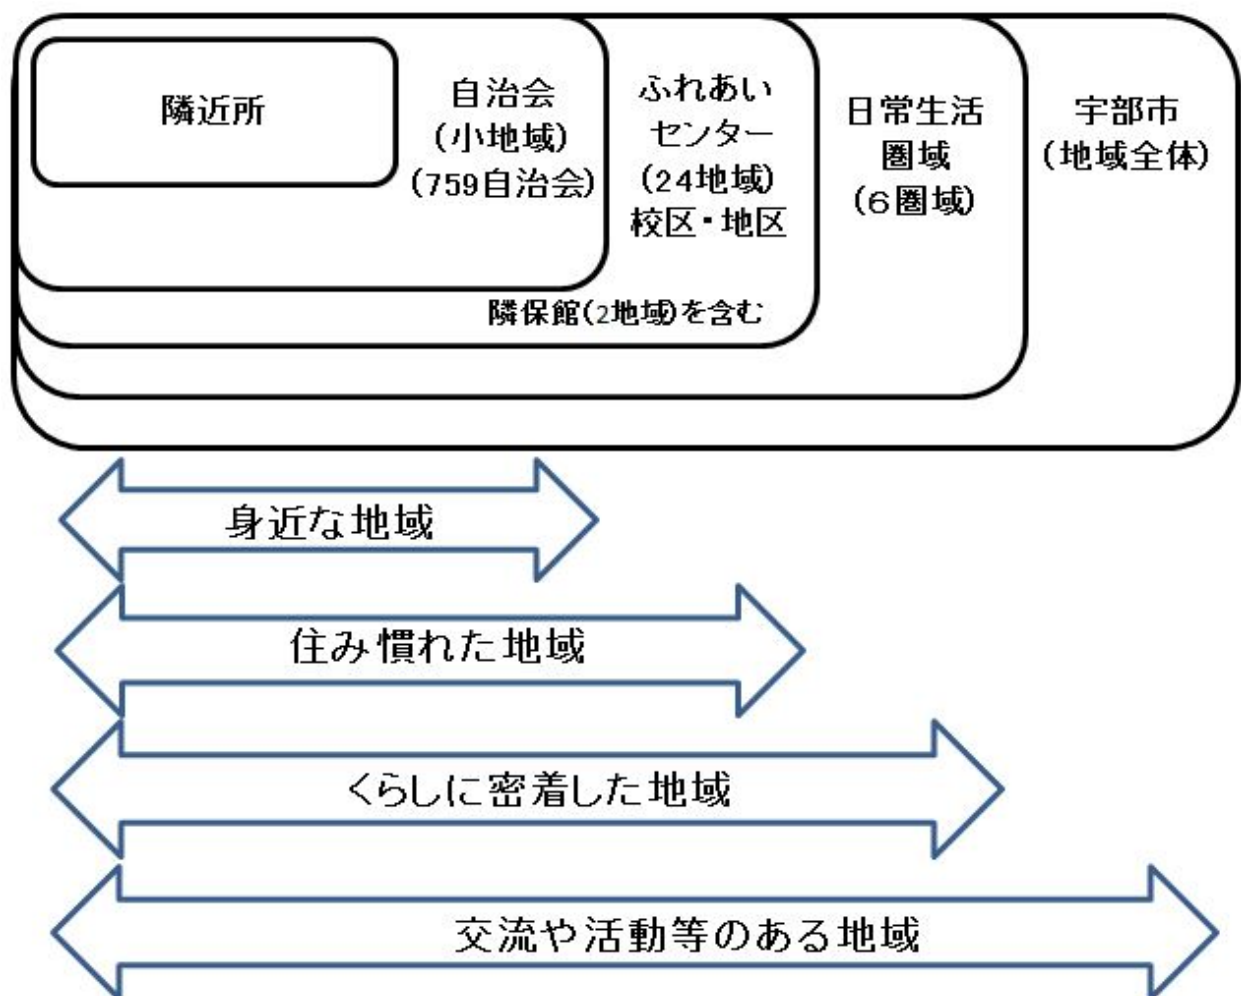 隣近所
自治会
(小地域)
(759自治会)
ふれあい
センター
(24地域)
校区・地区
隣保館(2地域)を含む
日常生活
圏域
(6圏域)
宇部市
(地域全体)
身近な地域
住み慣れた地域
くらしに密着した地域
交流や活動等のある地域